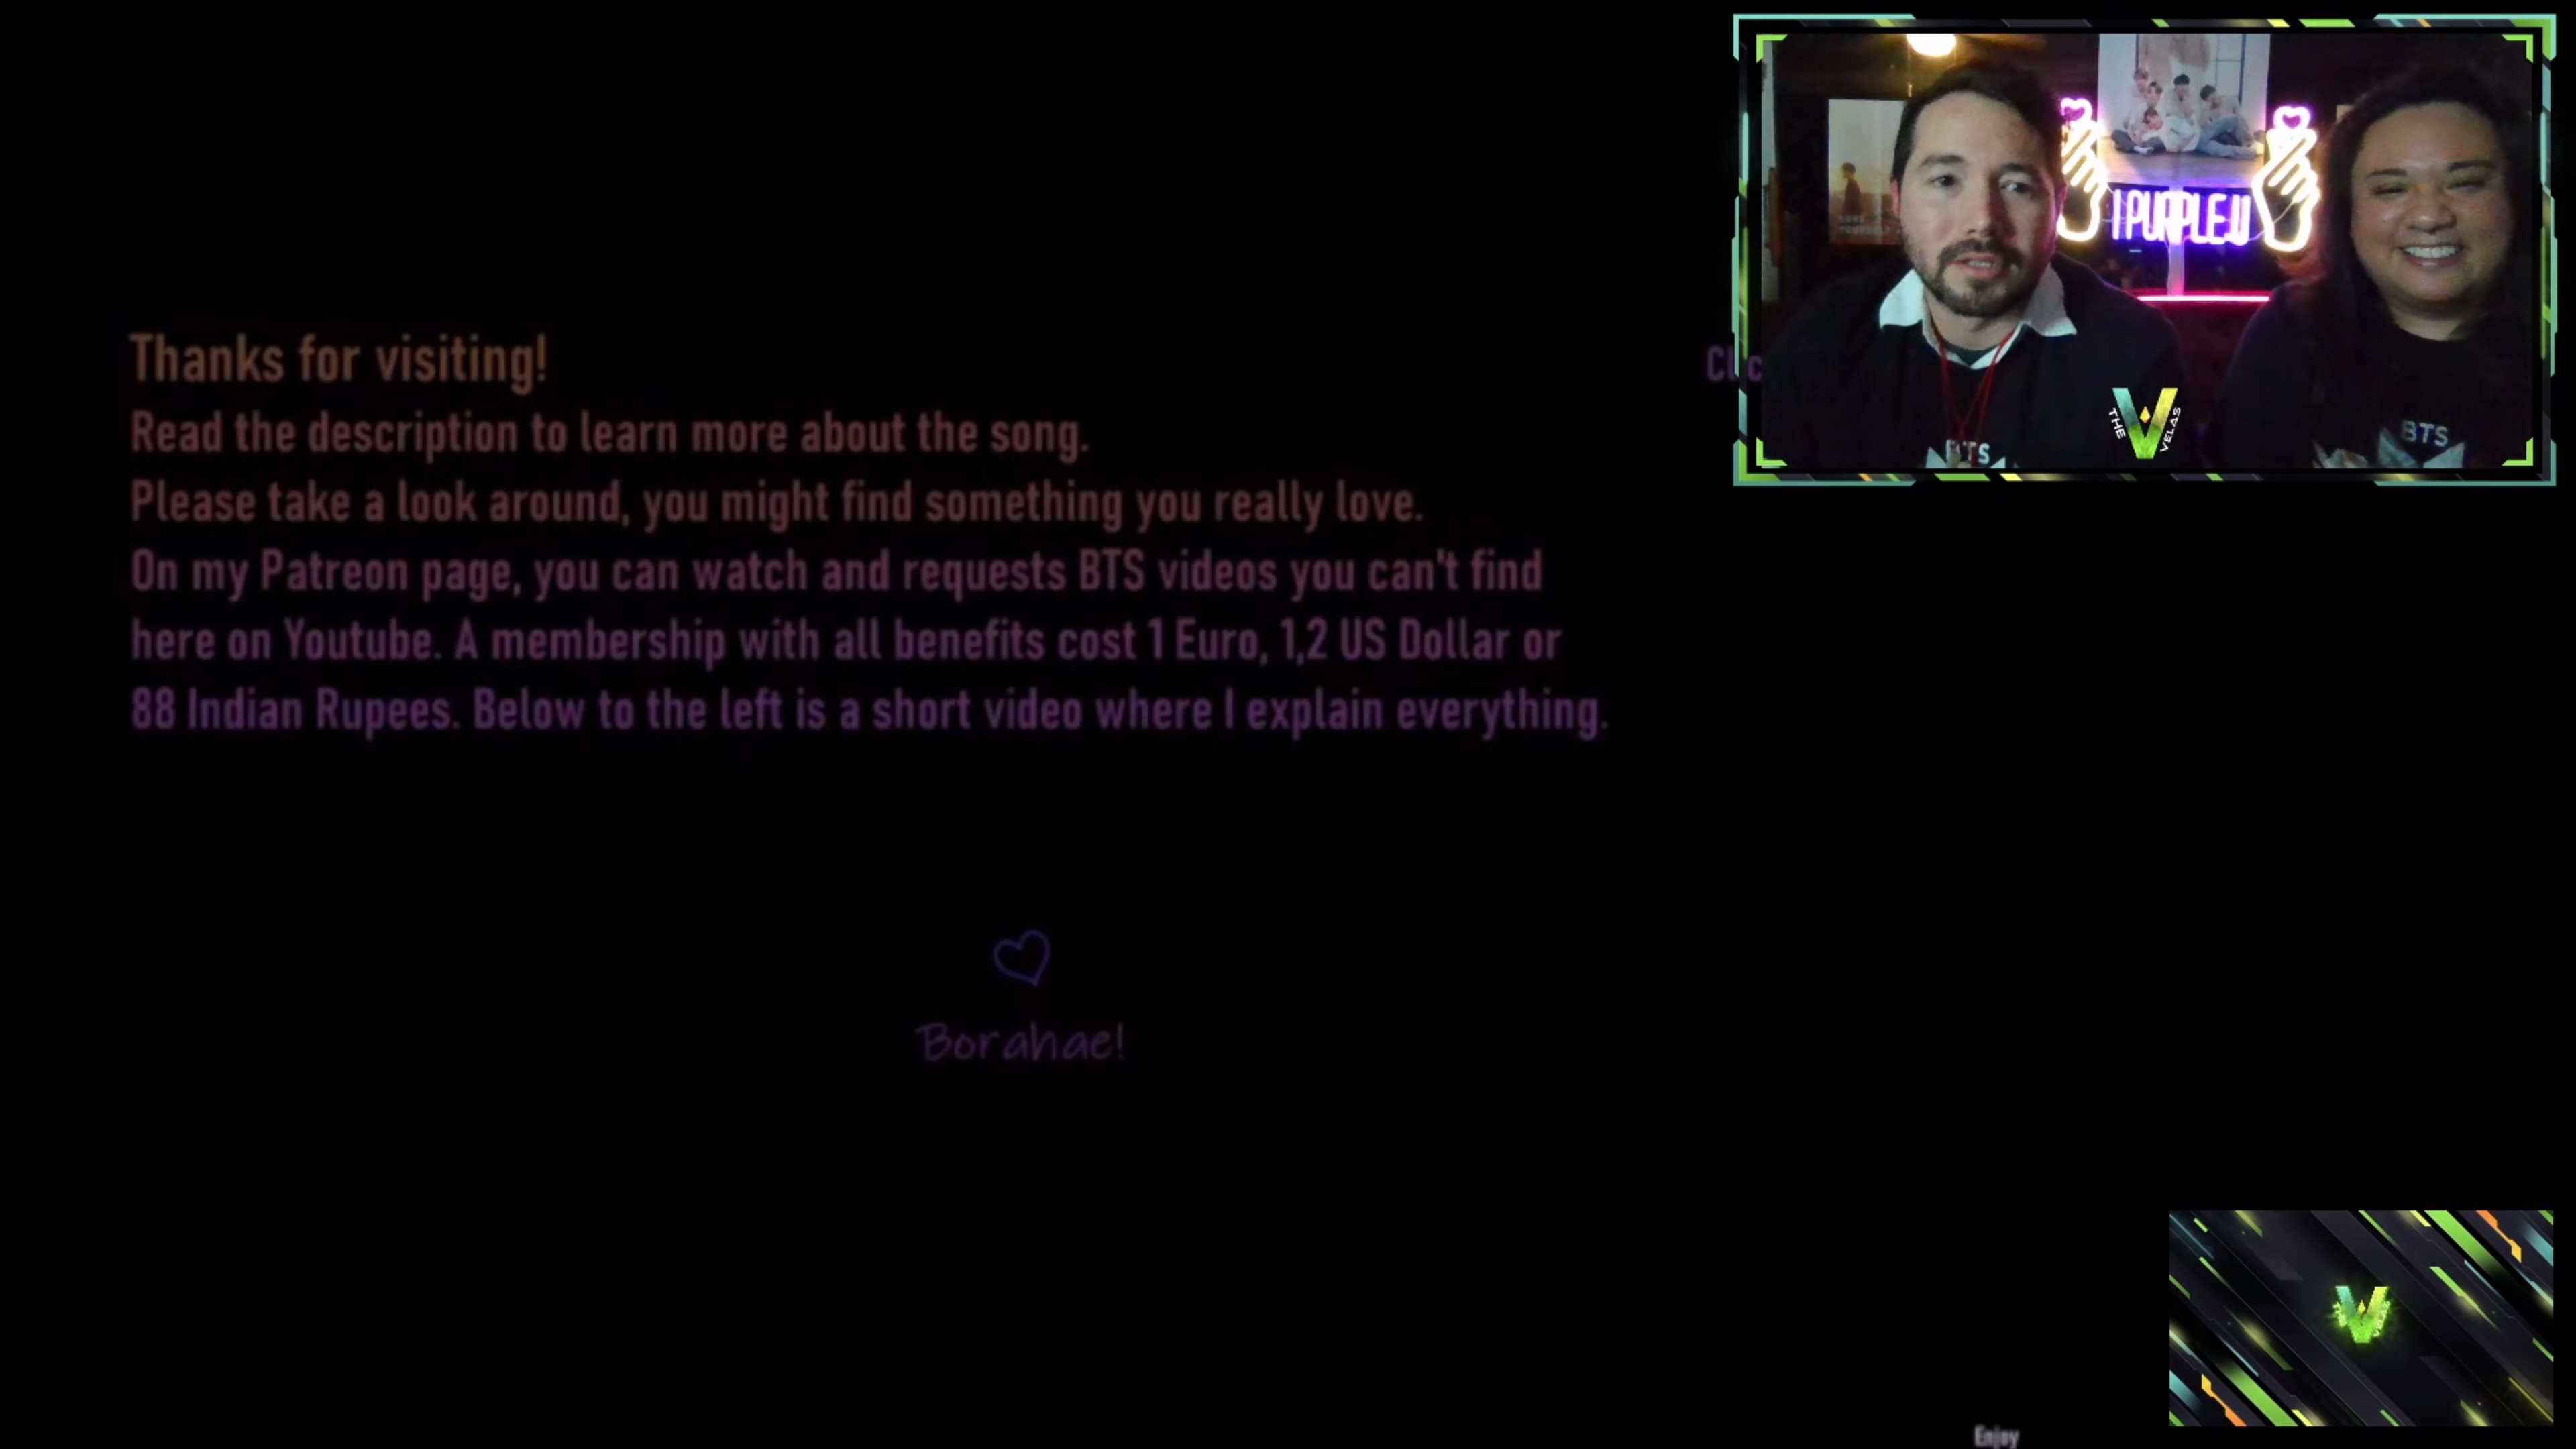 I PURPLE U
Thanks for visiting!
Read the description to learn more about the song.
Please take a look around, you might find something you really love.
On my Patreon page, you can watch and requests BTS videos you can't find
here on Youtube. A membership with all benefits cost 1 Euro, 1,2 US Dollar or
88 Indian Rupees. Below to the left is a short video where I explain everything.
Clic
BTS
BTS
THE VELAS
Borahae!
Enjoy